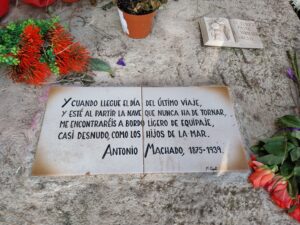 Y CUANDO LLEGUE EL DÍA DEL ÚLTIMO VIAJE,
Y ESTÉ AL PARTIR LA NAVE QUE NUNCA HA DE TORNAR,
ME ENCONTRARÉIS A BORDO LIGERO DE EQUIPAJE,
CASI DESNUDO, COMO LOS HIJOS DE LA MAR.
ANTONIO MACHADO, 1875-1939.